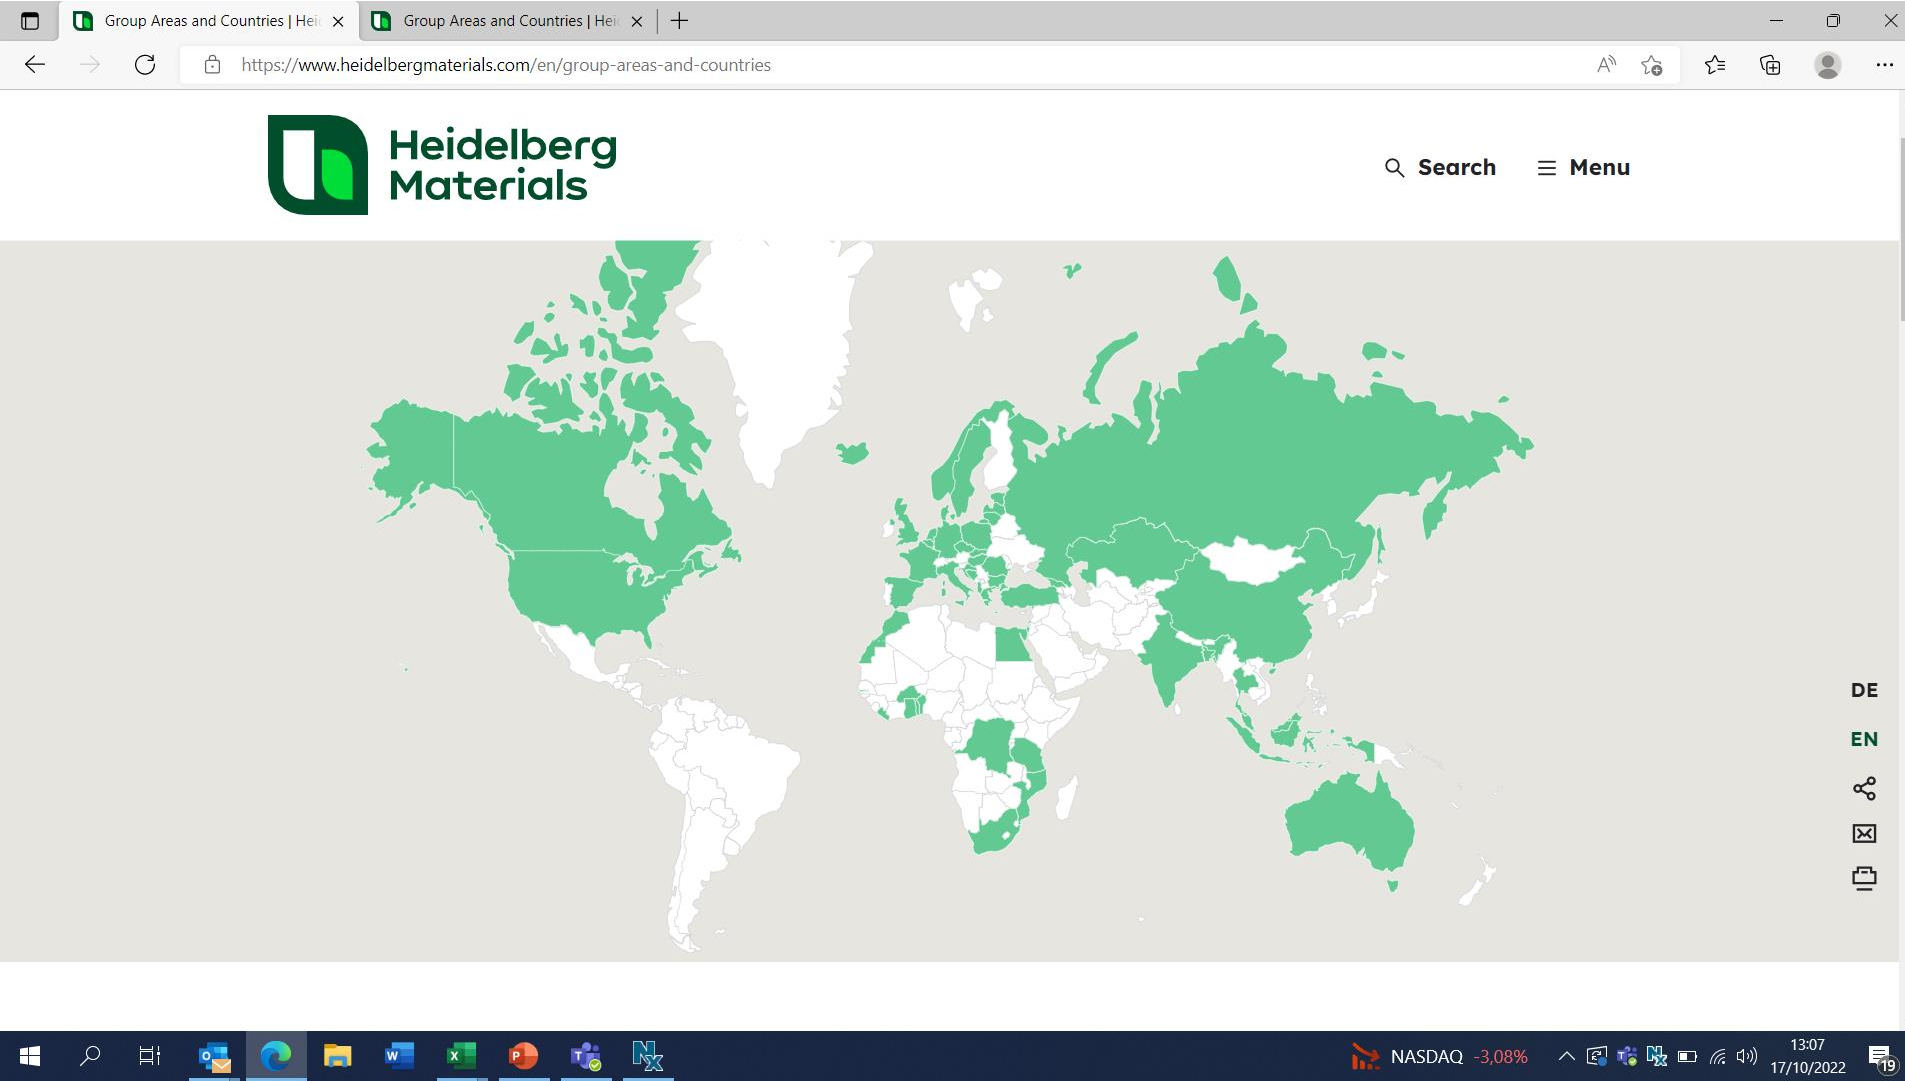 Group Areas and Countries | Hei
Group Areas and Countries | Hei
https://www.heidelbergmaterials.com/en/group-areas-and-countries
Heidelberg
Materials
Search
Menu
DE
EN
NASDAQ -3,08%
13:07
17/10/2022
19